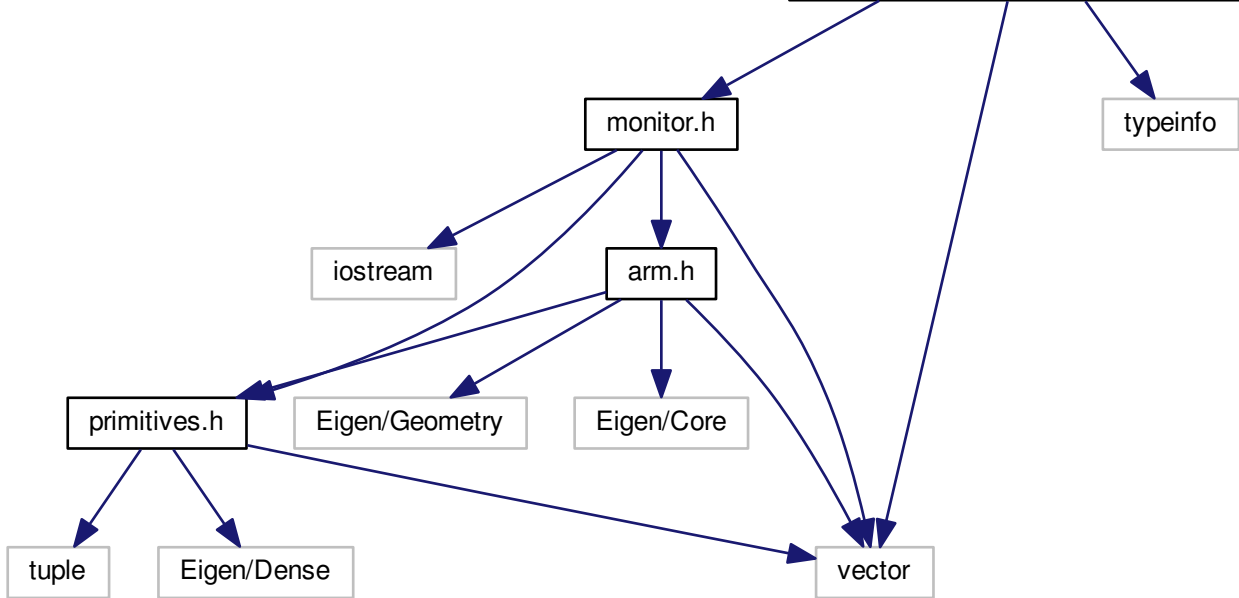 monitor.h
typeinfo
iostream
arm.h
primitives.h
Eigen/Geometry
Eigen/Core
tuple
Eigen/Dense
vector